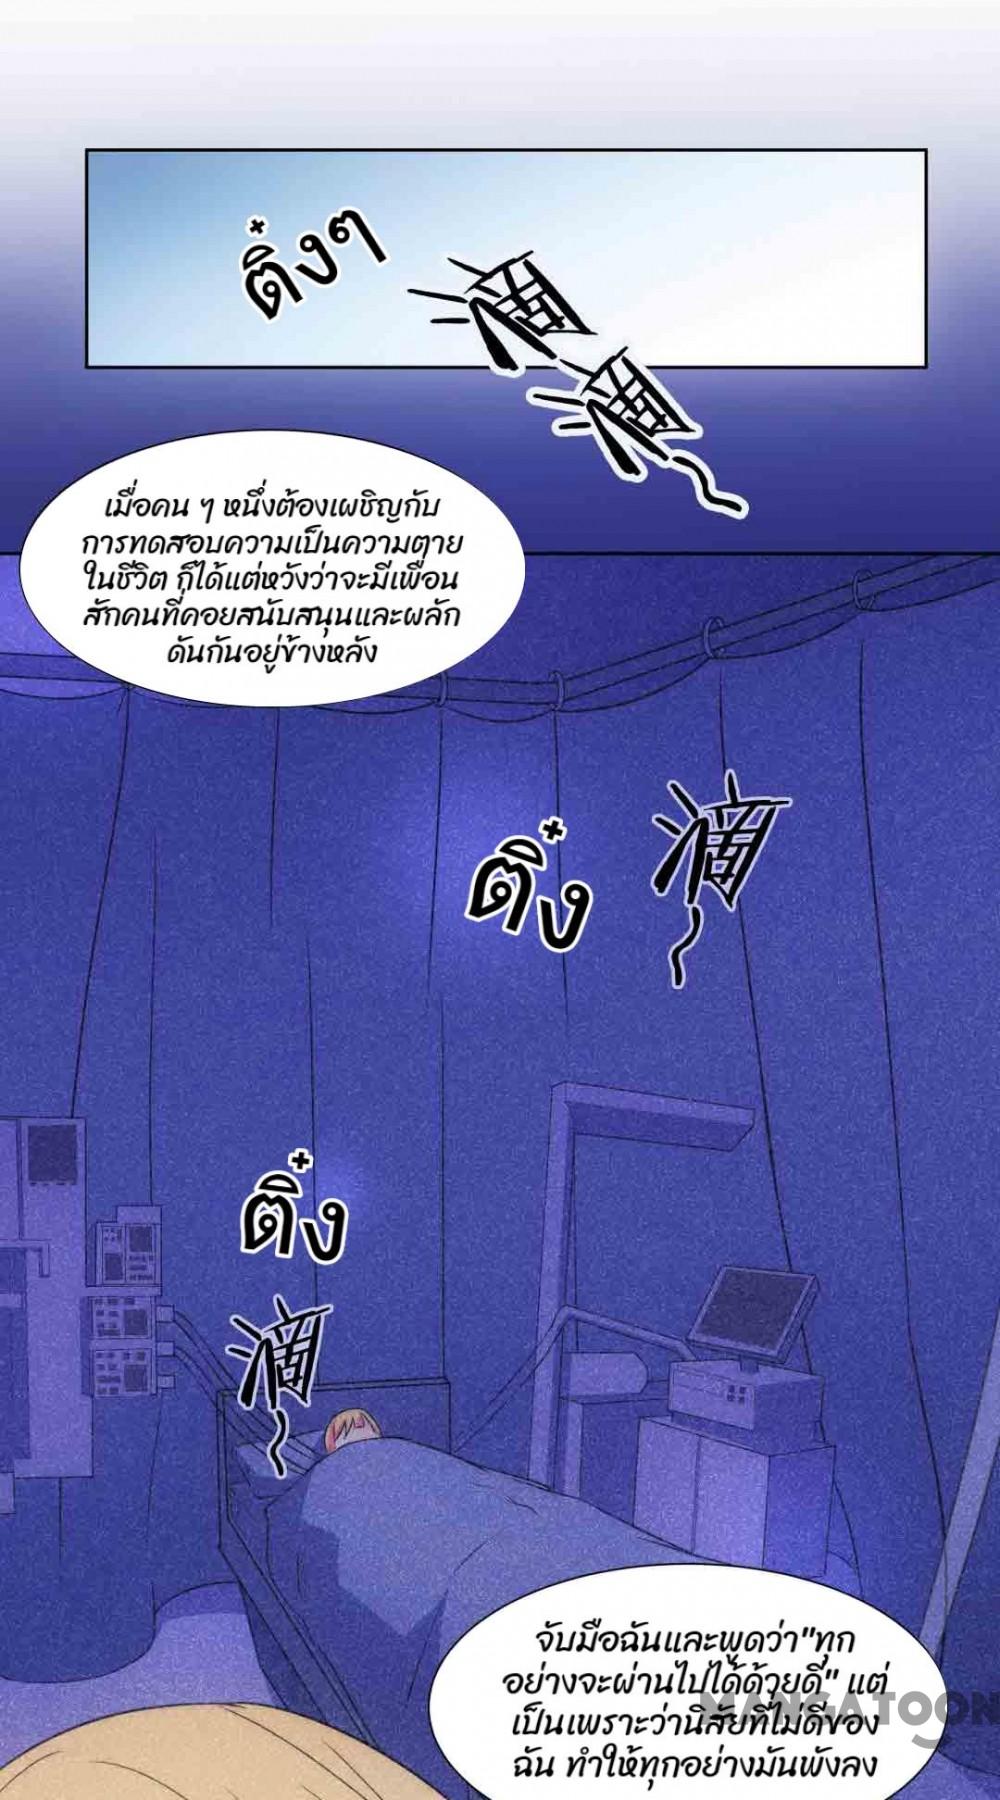 ติ๋งๆ
滴
滴
เมื่อคน ๆ หนึ่งต้องเผชิญกับ
การทดสอบความเป็นความตาย
ในชีวิต ก็ได้แต่หวังว่าจะมีเพื่อน
สักคนที่คอยสนับสนุนและผลัก
ดันกันอยู่ข้างหลัง
滴
ติ๋ง
ติ๋ง
滴
จับมือฉันและพูดว่า"ทุก
อย่างจะผ่านไปได้ด้วยดี" แต่
เป็นเพราะว่านิสัยที่ไม่ดีของ
ฉัน ทำให้ทุกอย่างมันพังลง
MANGATOON